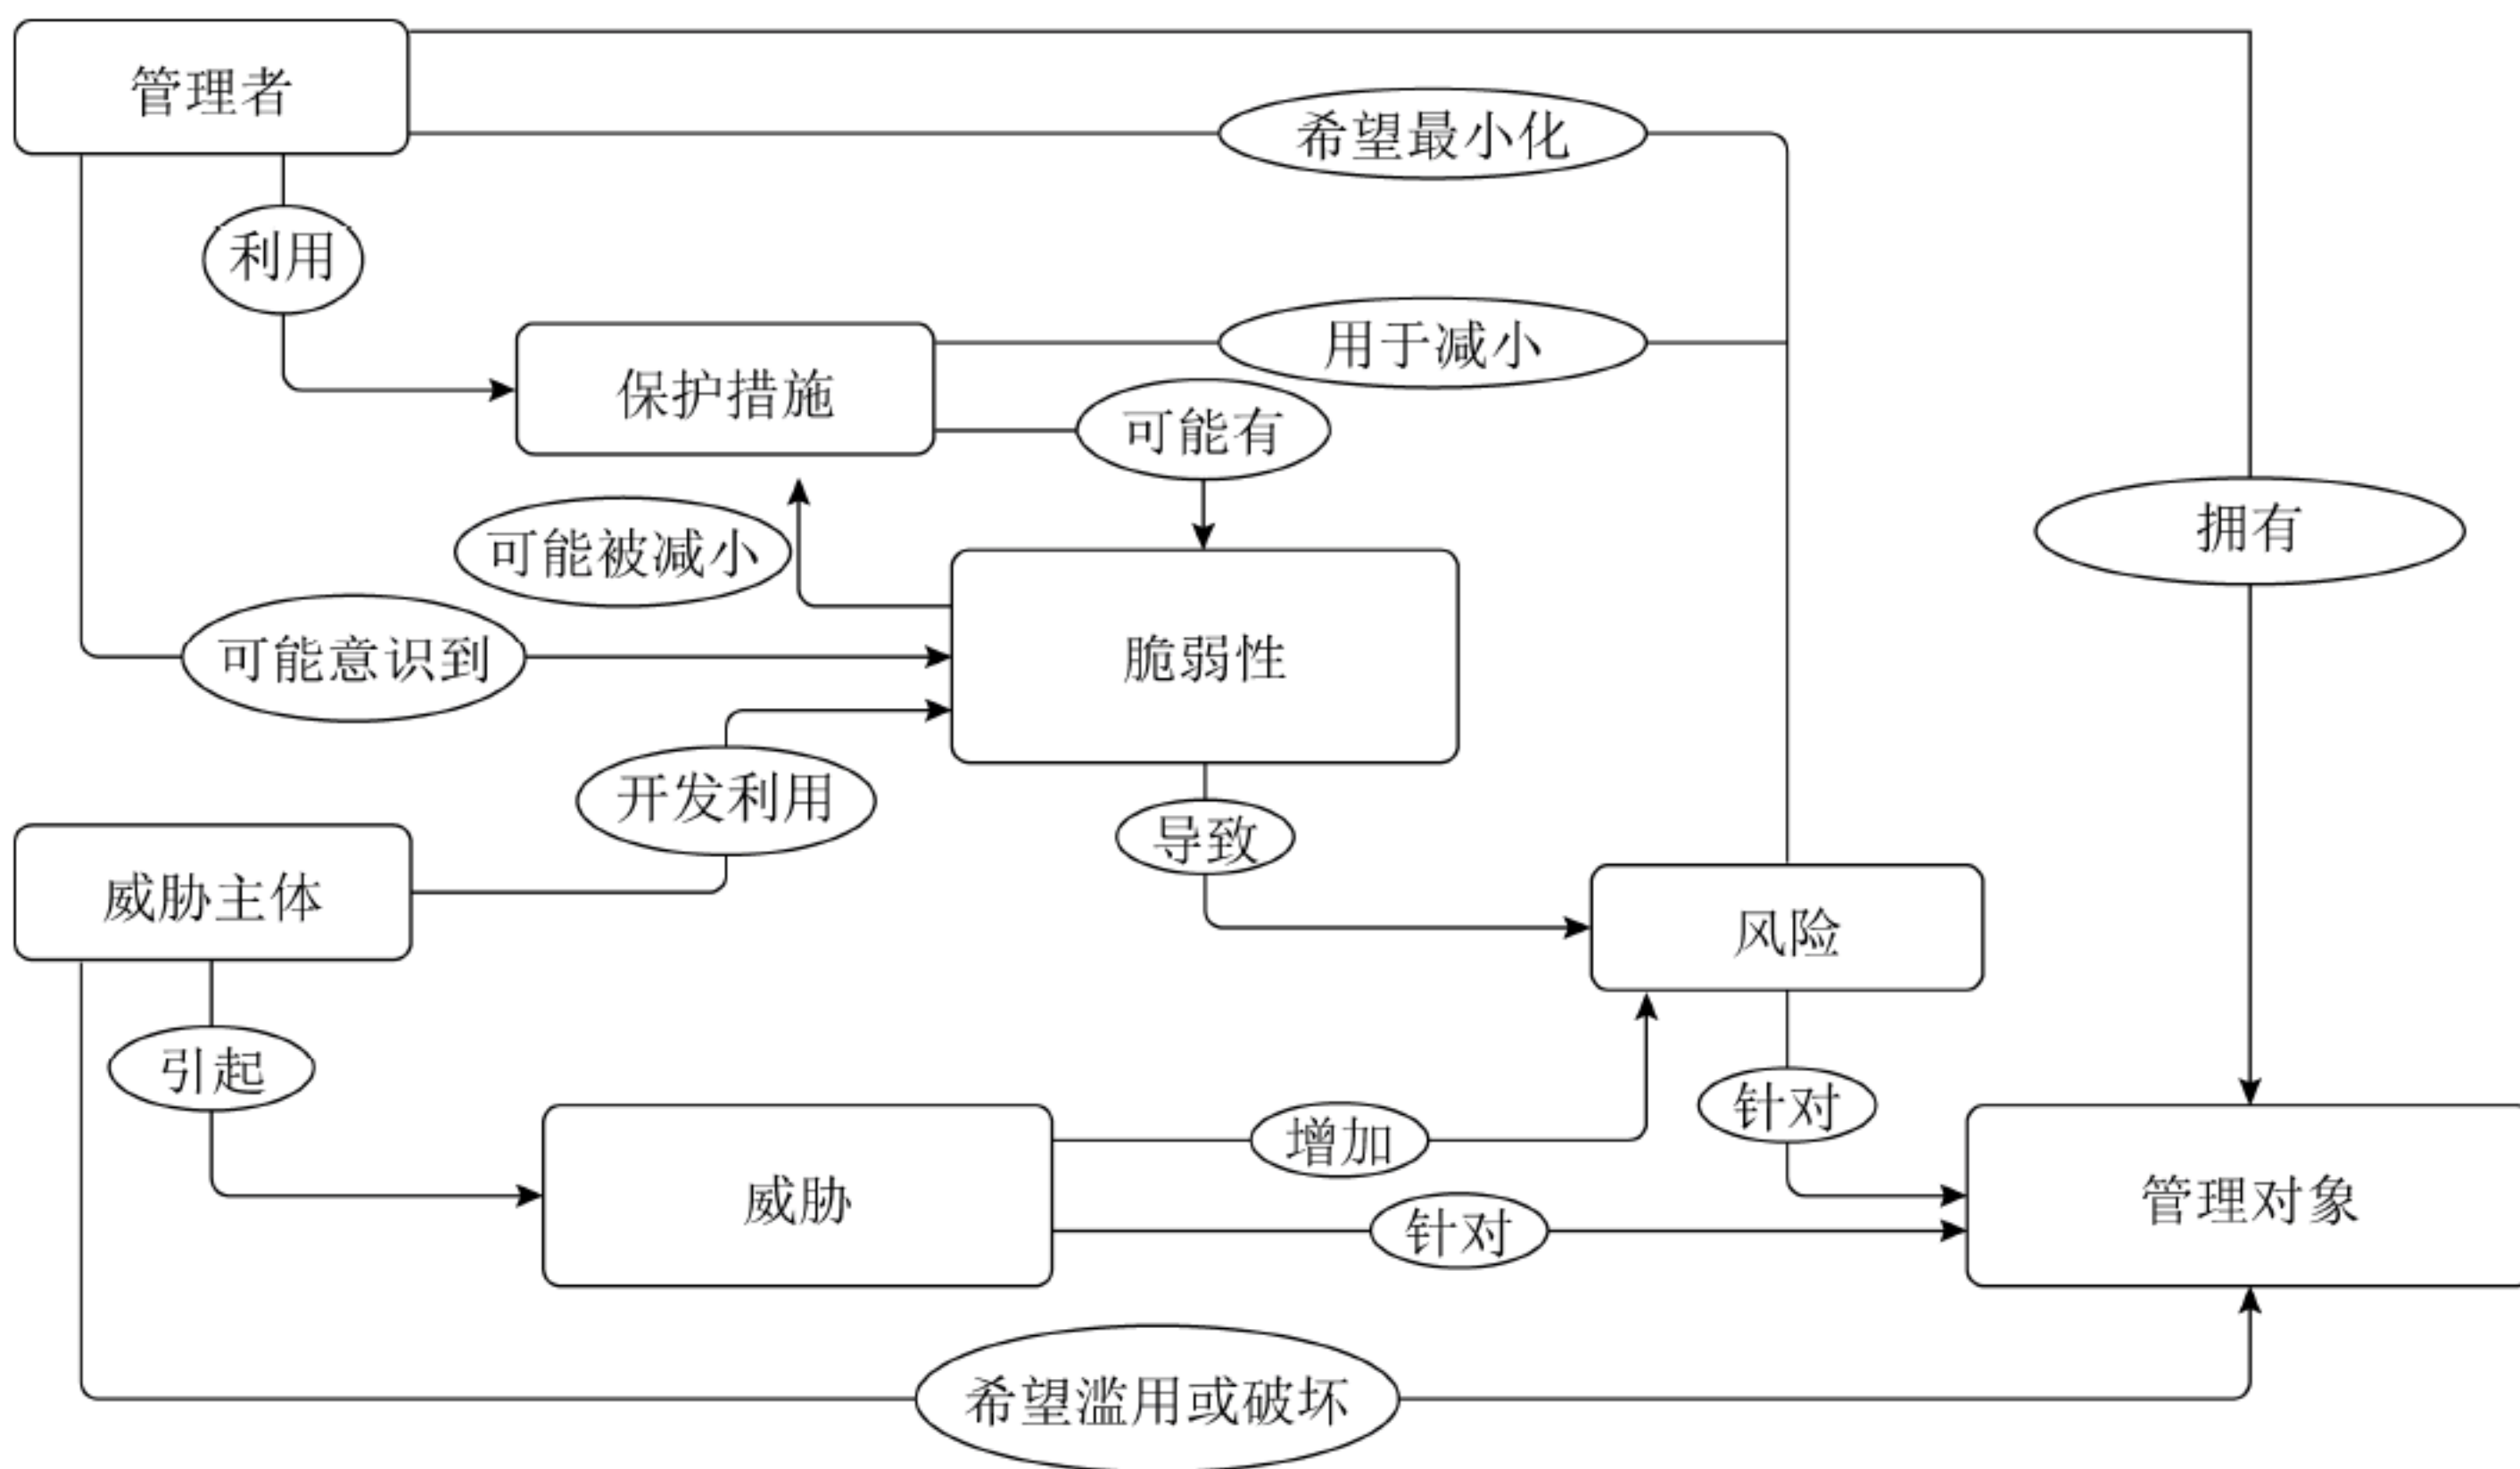 管理者
希望最小化
利用
用于减小
保护措施
可能有
拥有
可能被减小
可能意识到
脆弱性
开发利用
导致
威胁主体
风险
引起
针对
增加
威胁
管理对象
针对
希望滥用或破坏